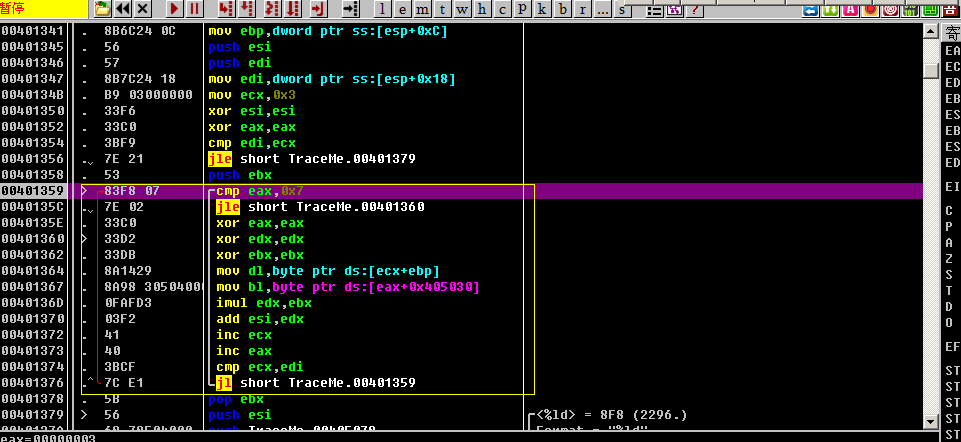 暂停 l e m t w h c p k b r ... s ?
00401341 . 8B6C24 0C mov ebp,dword ptr ss:[esp+0xC] 寄
00401345 . 56 push esi EA
00401346 . 57 push edi EC
00401347 . 8B7C24 18 mov edi,dword ptr ss:[esp+0x18] ED
0040134B . B9 03000000 mov ecx,0x3 EB
00401350 . 33F6 xor esi,esi ES
00401352 . 33C0 xor eax,eax EB
00401354 . 3BF9 cmp edi,ecx ES
00401356 . 7E 21 jle short TraceMe.00401379 ED
00401358 . 53 push ebx
00401359 > 83F8 07 cmp eax,0x7 EI
0040135C . 7E 02 jle short TraceMe.00401360 C
0040135E . 33C0 xor eax,eax P
00401360 > 33D2 xor edx,edx A
00401362 . 33DB xor ebx,ebx Z
00401364 . 8A1429 mov dl,byte ptr ds:[ecx+ebp] S
00401367 . 8A98 30504000 mov bl,byte ptr ds:[eax+0x405030] T
0040136D . 0FAFD3 imul edx,ebx D
00401370 . 03F2 add esi,edx O
00401372 . 41 inc ecx
00401373 . 40 inc eax EF
00401374 . 3BCF cmp ecx,edi ST
00401376 .^ 7C E1 jl short TraceMe.00401359 ST
00401378 . 5B pop ebx ST
00401379 > 56 push esi <%ld> = 8F8 (2296.) ST
Format = "%ld" ST
eax=00000003